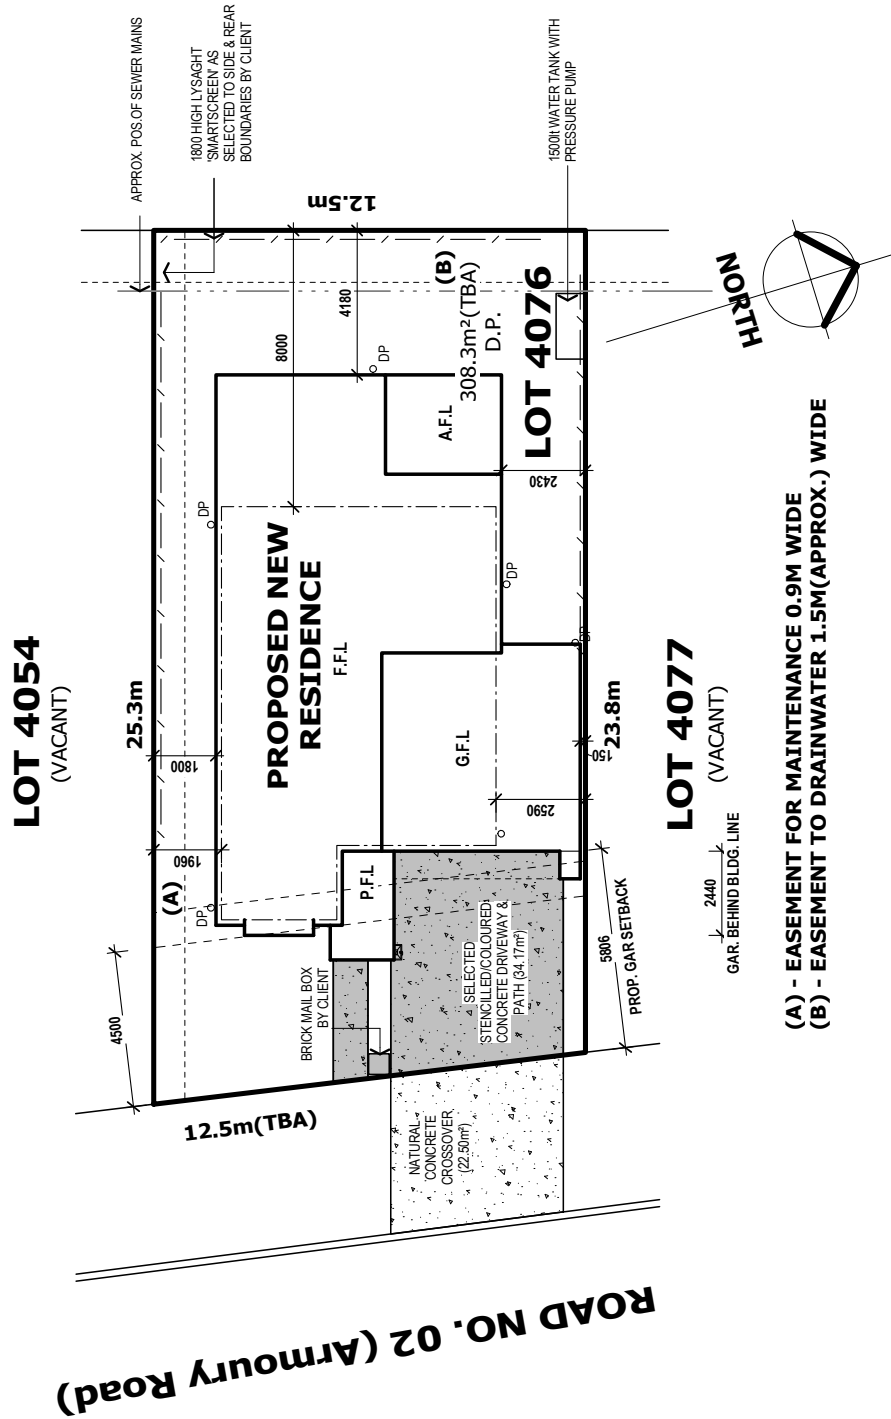 APPROX. POS.OF SEWER MAINS
1800 HIGH LYSAGHT
'SMARTSCREEN' AS
SELECTED TO SIDE & REAR
BOUNDARIES BY CLIENT
1500lt WATER TANK WITH
PRESSURE PUMP
12.5m
(B)
308.3m²(TBA)
D.P.
LOT 4076
NORTH
4180
8000
DP
A.F.L
2430
DP
DP
DP
PROPOSED NEW
RESIDENCE
F.F.L
G.F.L
LOT 4054
(VACANT)
25.3m
1800
1960
(A)
DP
P.F.L
150
23.8m
2590
LOT 4077
(VACANT)
2440
GAR. BEHIND BLDG. LINE
5806
PROP. GAR SETBACK
4500
BRICK MAIL BOX
BY CLIENT
SELECTED
STENCILLED/COLOURED
CONCRETE DRIVEWAY &
PATH (34.17m²)
12.5m(TBA)
NATURAL
CONCRETE
CROSSOVER
(22.50m²)
(A) - EASEMENT FOR MAINTENANCE 0.9M WIDE
(B) - EASEMENT TO DRAINWATER 1.5M(APPROX.) WIDE
ROAD NO. 02 (Armoury Road)